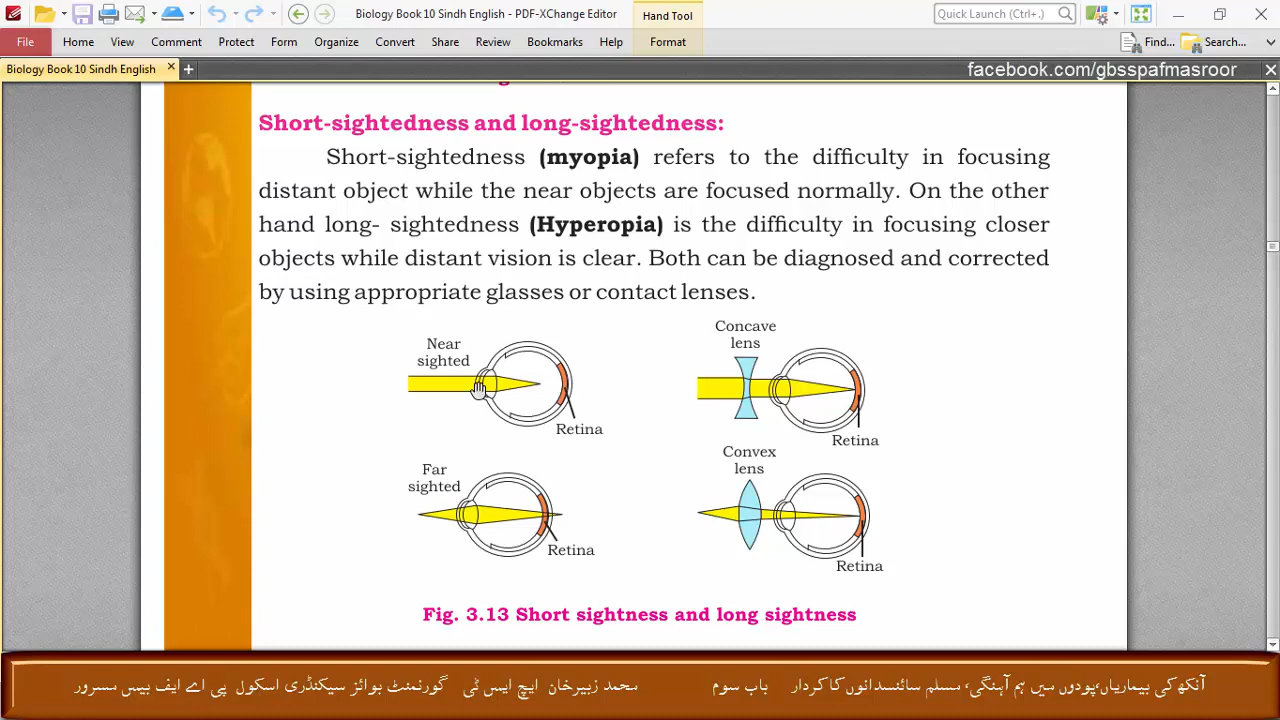 Biology Book 10 Sindh English - PDF-XChange Editor
Hand Tool
Quick Launch (Ctrl+.)
File Home View Comment Protect Form Organize Convert Share Review Bookmarks Help Format Find... Search...
Biology Book 10 Sindh English
facebook.com/gbsspafmasroor
Short-sightedness and long-sightedness:
Short-sightedness (myopia) refers to the difficulty in focusing
distant object while the near objects are focused normally. On the other
hand long- sightedness (Hyperopia) is the difficulty in focusing closer
objects while distant vision is clear. Both can be diagnosed and corrected
by using appropriate glasses or contact lenses.
Near
sighted
Retina
Concave
lens
Retina
Far
sighted
Retina
Convex
lens
Retina
Fig. 3.13 Short sightness and long sightness
آنکھ کی بیماریاں،پودوں میں ہم آہنگی، مسلم سائنسدانوں کا کردار باب سوم محمد زبیرخان ایچ ایس ٹی گورنمنٹ بوائز سیکنڈری اسکول پی اے ایف بیس مسرور